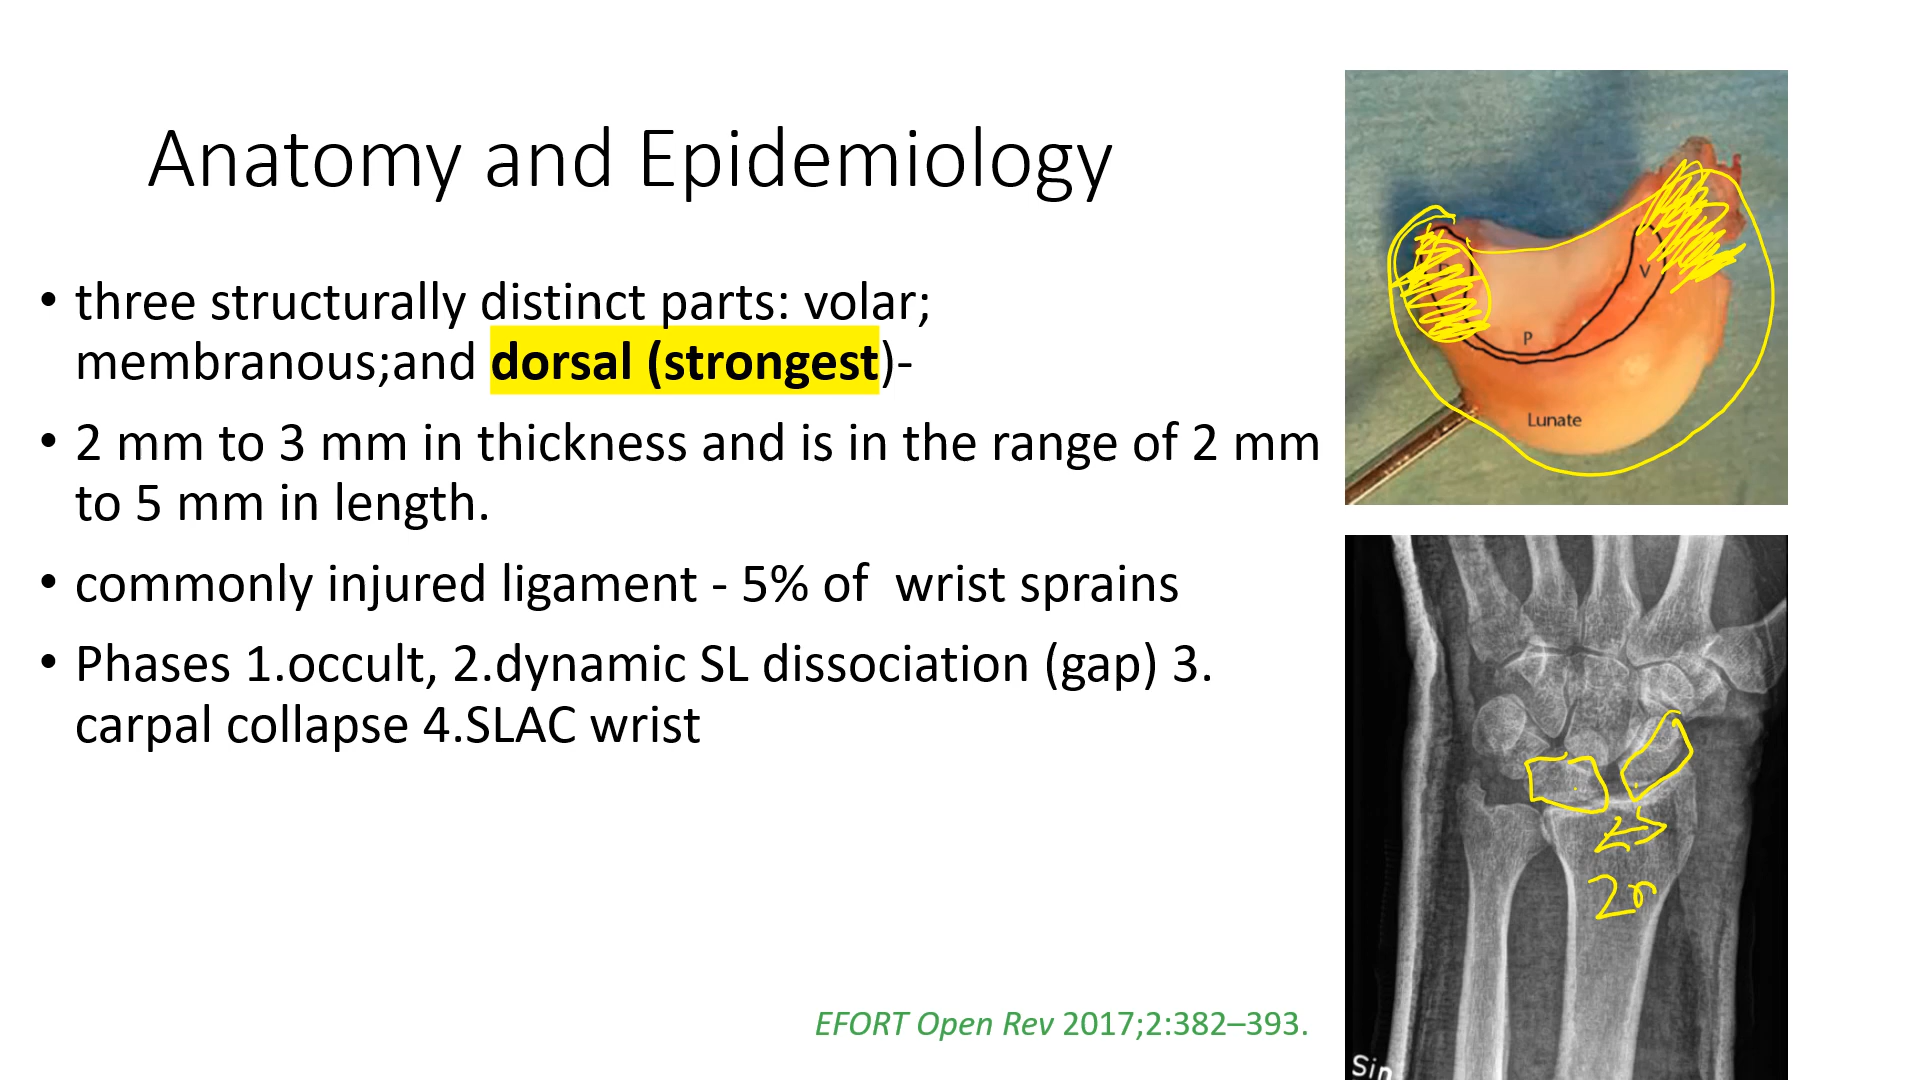 Anatomy and Epidemiology
• three structurally distinct parts: volar;
membranous;and dorsal (strongest)-
• 2 mm to 3 mm in thickness and is in the range of 2 mm
to 5 mm in length.
• commonly injured ligament - 5% of  wrist sprains
• Phases 1.occult, 2.dynamic SL dissociation (gap) 3.
carpal collapse 4.SLAC wrist
EFORT Open Rev 2017;2:382–393.
V
P
Lunate
Sin